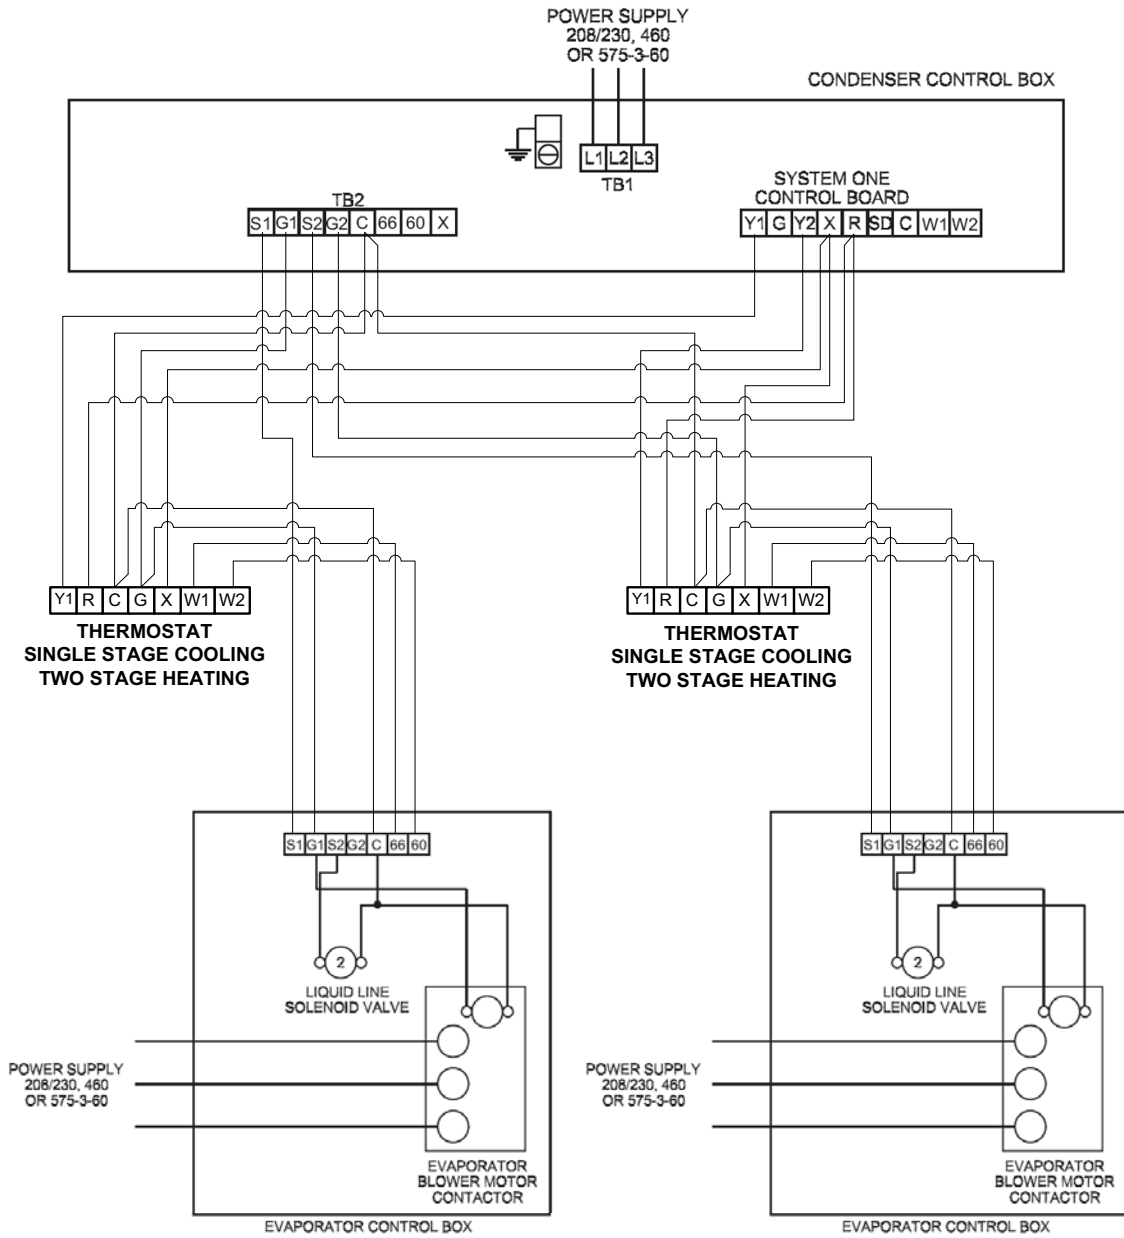 POWER SUPPLY
208/230, 460
OR 575-3-60
CONDENSER CONTROL BOX
L1 L2 L3
TB1
SYSTEM ONE
CONTROL BOARD
TB2
S1 G1 S2 G2 C 66 60 X
Y1 G Y2 X R SD C W1 W2
Y1 R C G X W1 W2
THERMOSTAT
SINGLE STAGE COOLING
TWO STAGE HEATING
Y1 R C G X W1 W2
THERMOSTAT
SINGLE STAGE COOLING
TWO STAGE HEATING
S1 G1 S2 G2 C 66 60
2
LIQUID LINE
SOLENOID VALVE
POWER SUPPLY
208/230, 460
OR 575-3-60
EVAPORATOR
BLOWER MOTOR
CONTACTOR
EVAPORATOR CONTROL BOX
S1 G1 S2 G2 C 66 60
2
LIQUID LINE
SOLENOID VALVE
POWER SUPPLY
208/230, 460
OR 575-3-60
EVAPORATOR
BLOWER MOTOR
CONTACTOR
EVAPORATOR CONTROL BOX